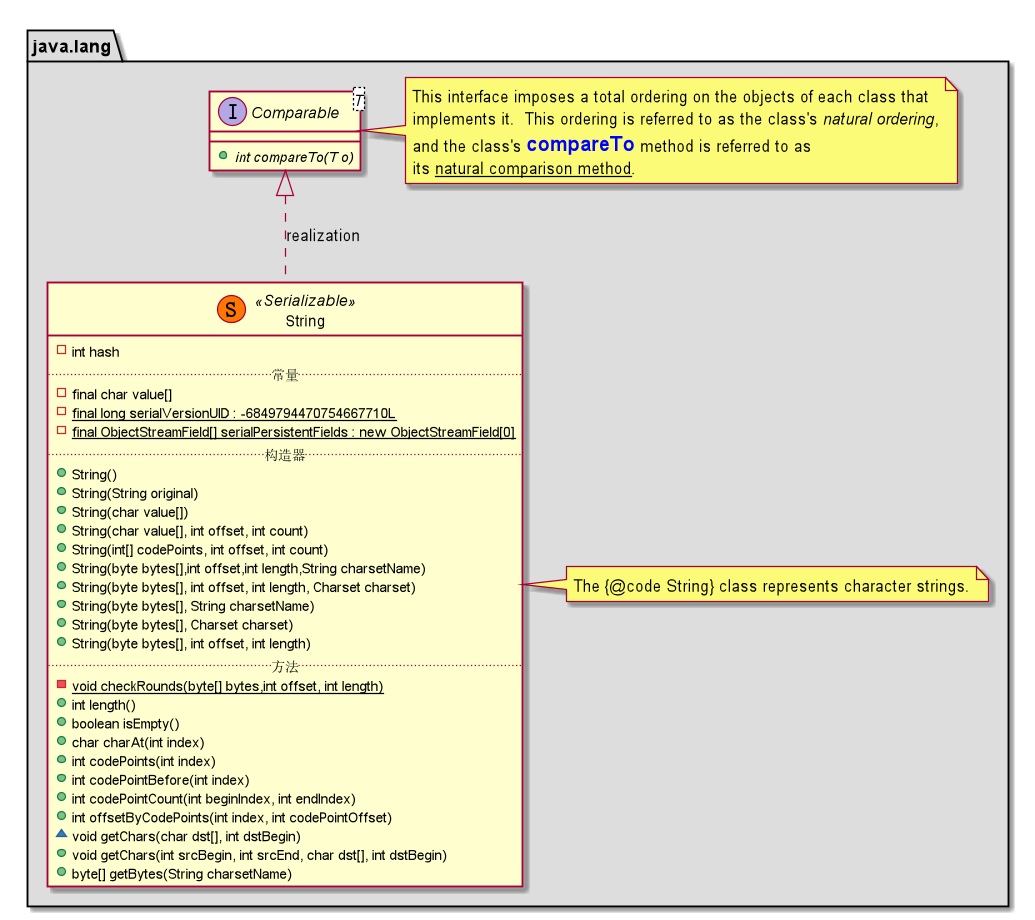 java.lang
I
Comparable
T
int compareTo(T o)
This interface imposes a total ordering on the objects of each class that
implements it.  This ordering is referred to as the class's natural ordering,
and the class's compareTo method is referred to as
its natural comparison method.
realization
S
«Serializable»
String
int hash
常量
final char value[]
final long serialVersionUID : -6849794470754667710L
final ObjectStreamField[] serialPersistentFields : new ObjectStreamField[0]
构造器
String()
String(String original)
String(char value[])
String(char value[], int offset, int count)
String(int[] codePoints, int offset, int count)
String(byte bytes[],int offset,int length,String charsetName)
String(byte bytes[], int offset, int length, Charset charset)
String(byte bytes[], String charsetName)
String(byte bytes[], Charset charset)
String(byte bytes[], int offset, int length)
The {@code String} class represents character strings.
方法
void checkRounds(byte[] bytes,int offset, int length)
int length()
boolean isEmpty()
char charAt(int index)
int codePoints(int index)
int codePointBefore(int index)
int codePointCount(int beginIndex, int endIndex)
int offsetByCodePoints(int index, int codePointOffset)
void getChars(char dst[], int dstBegin)
void getChars(int srcBegin, int srcEnd, char dst[], int dstBegin)
byte[] getBytes(String charsetName)